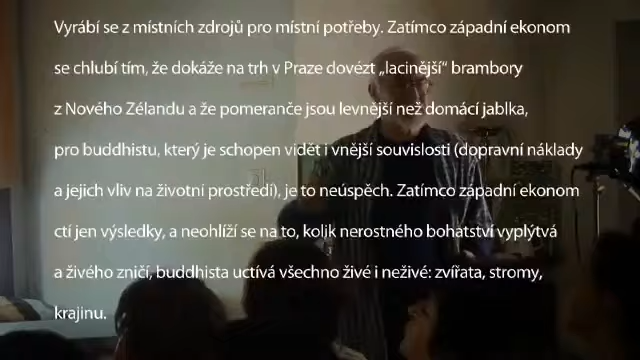 Vyrábí se z místních zdrojů pro místní potřeby. Zatímco západní ekonom
se chlubí tím, že dokáže na trh v Praze dovézt „lacinější“ brambory
z Nového Zélandu a že pomeranče jsou levnější než domácí jablka,
pro buddhistu, který je schopen vidět i vnější souvislosti (dopravní náklady
a jejich vliv na životní prostředí), je to neúspěch. Zatímco západní ekonom
ctí jen výsledky, a neohlíží se na to, kolik nerostného bohatství vyplýtvá
a živého zničí, buddhista uctívá všechno živé i neživé: zvířata, stromy,
krajinu.